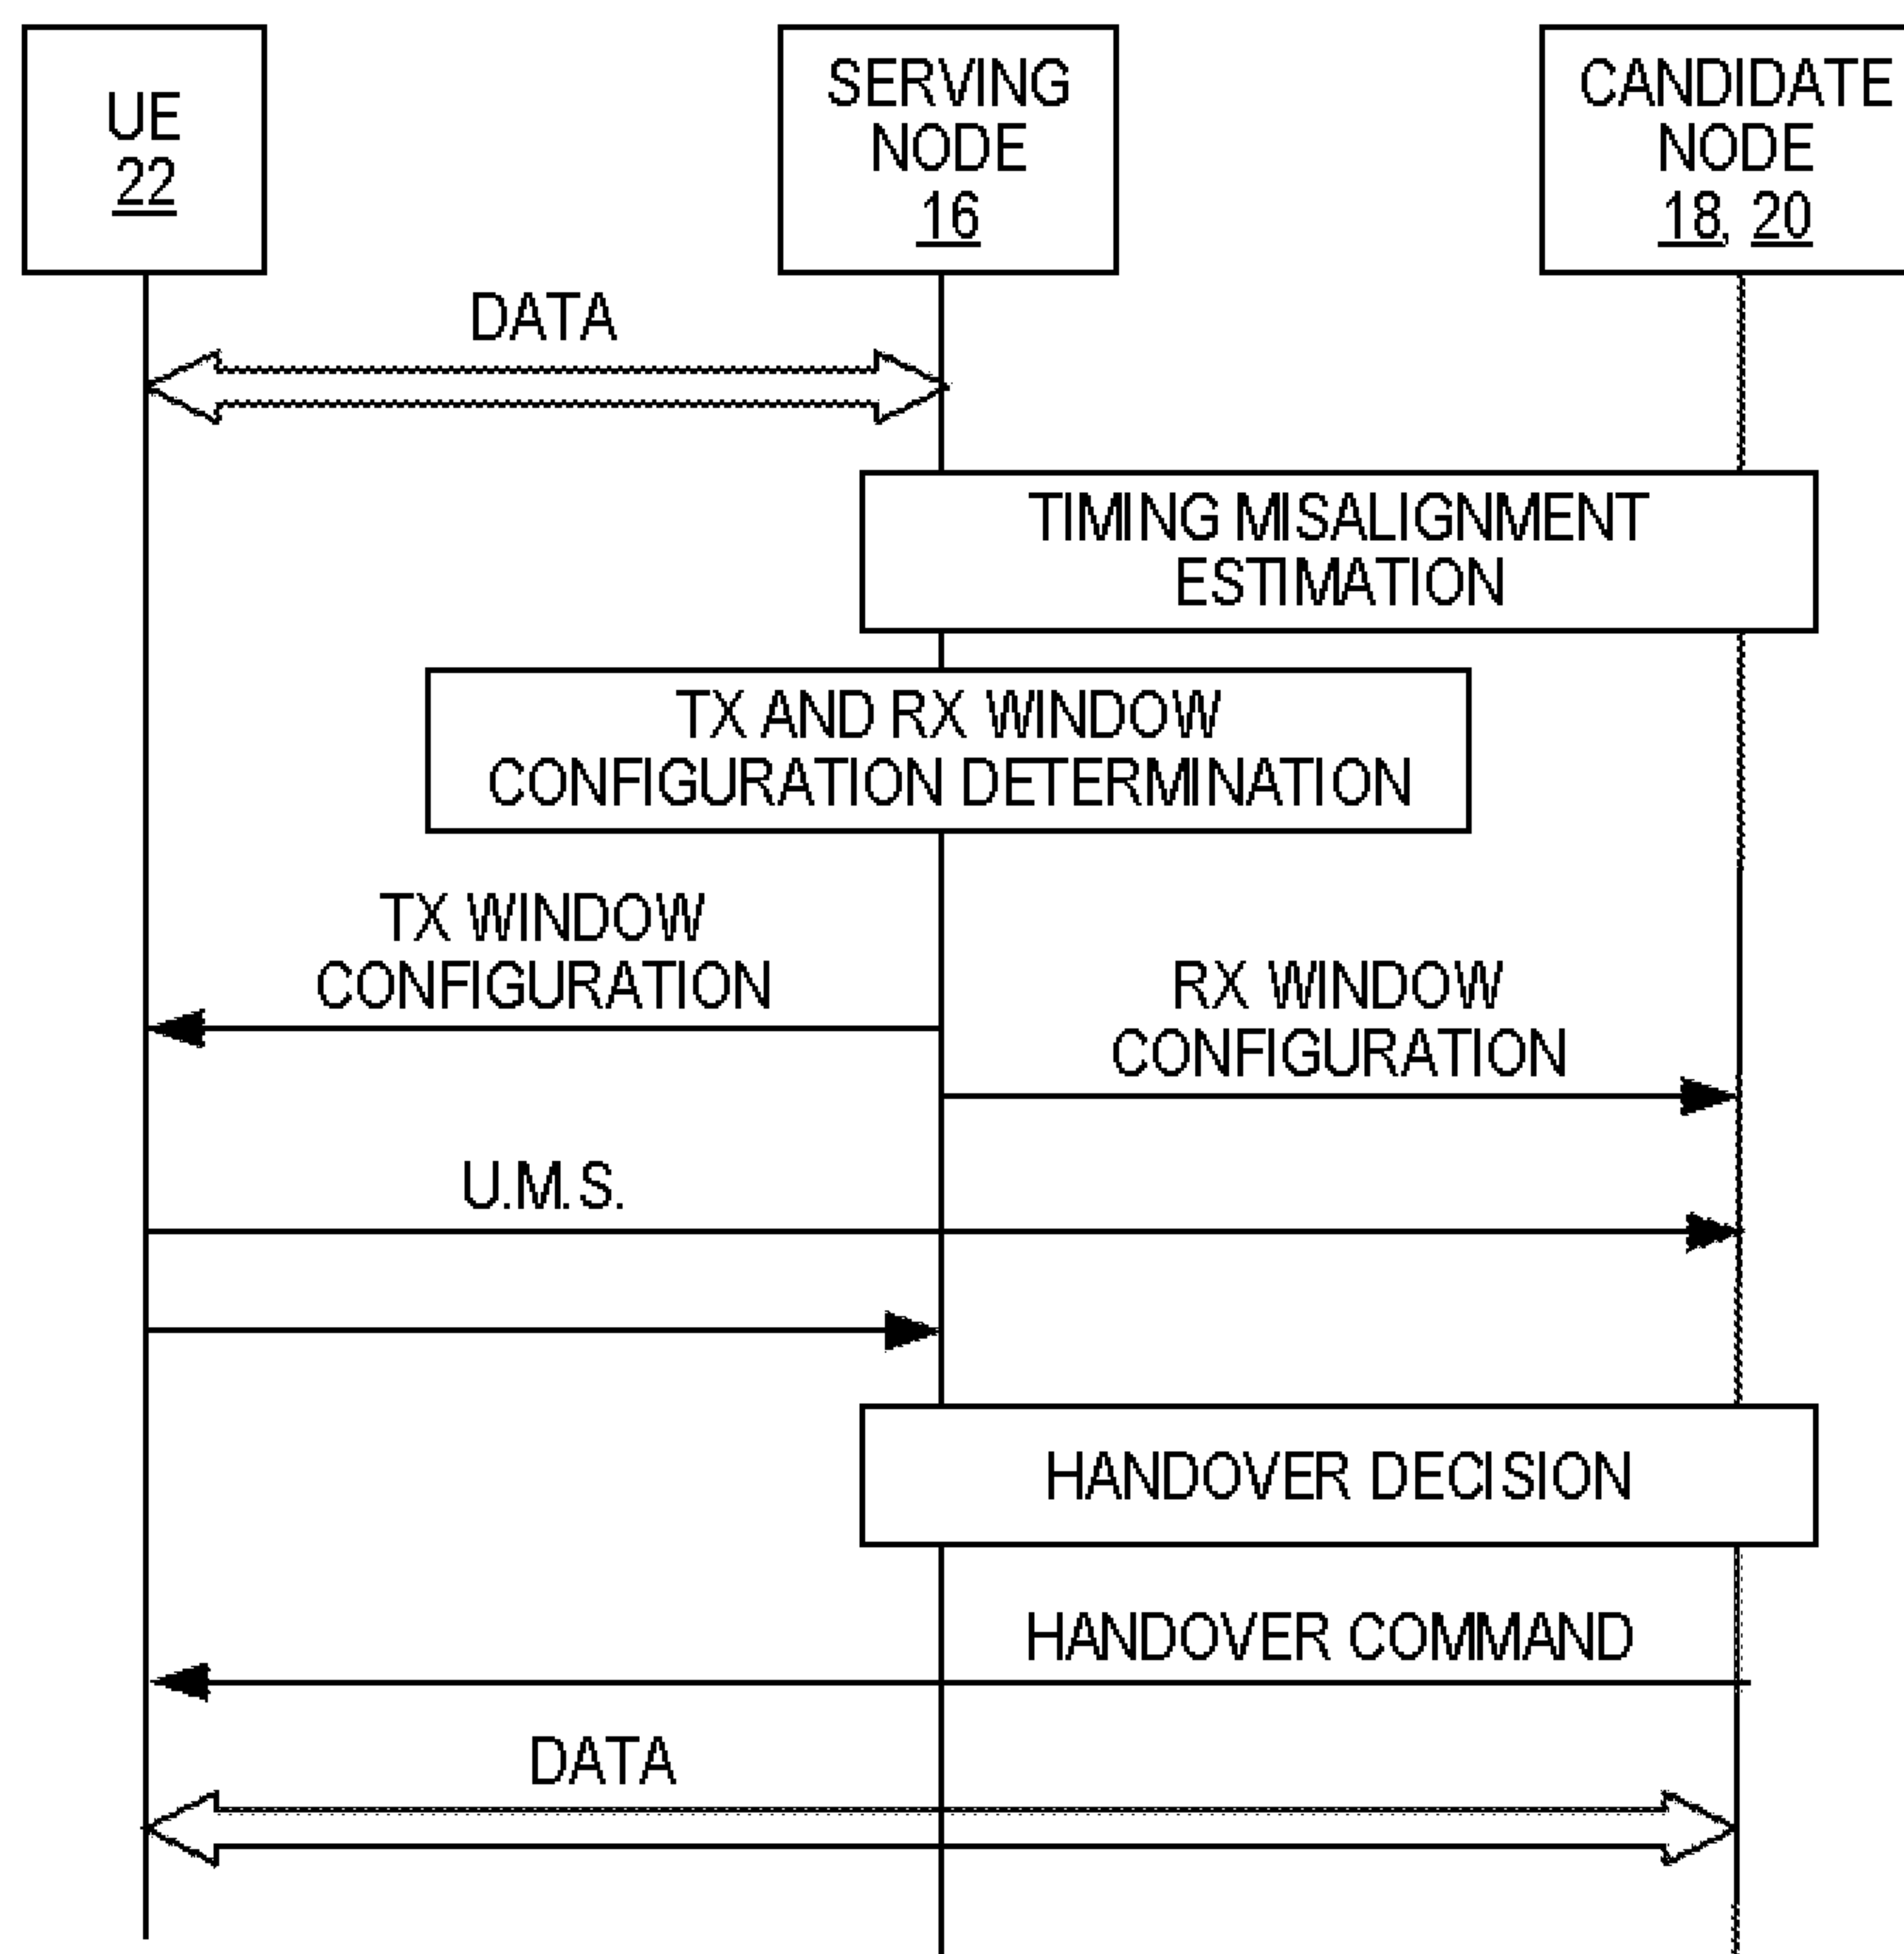 UE
22
SERVING
NODE
16
CANDIDATE
NODE
18, 20
DATA
TIMING MISALIGNMENT
ESTIMATION
TX AND RX WINDOW
CONFIGURATION DETERMINATION
TX WINDOW
CONFIGURATION
RX WINDOW
CONFIGURATION
U.M.S.
HANDOVER DECISION
HANDOVER COMMAND
DATA